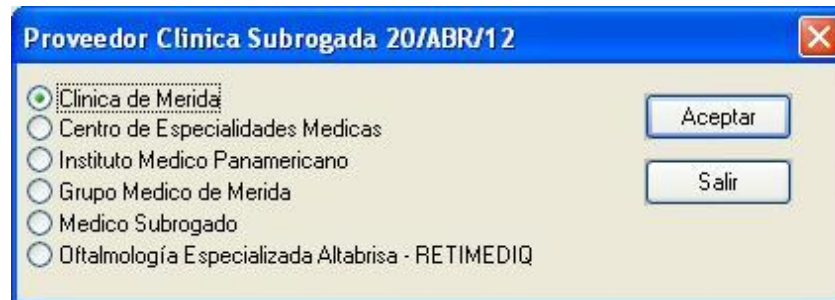 Proveedor Clinica Subrogada 20/ABR/12
Clinica de Merida
Centro de Especialidades Medicas
Aceptar
Instituto Medico Panamericano
Grupo Medico de Merida
Salir
Medico Subrogado
Oftalmología Especializada Altabrisa - RETIMEDIQ